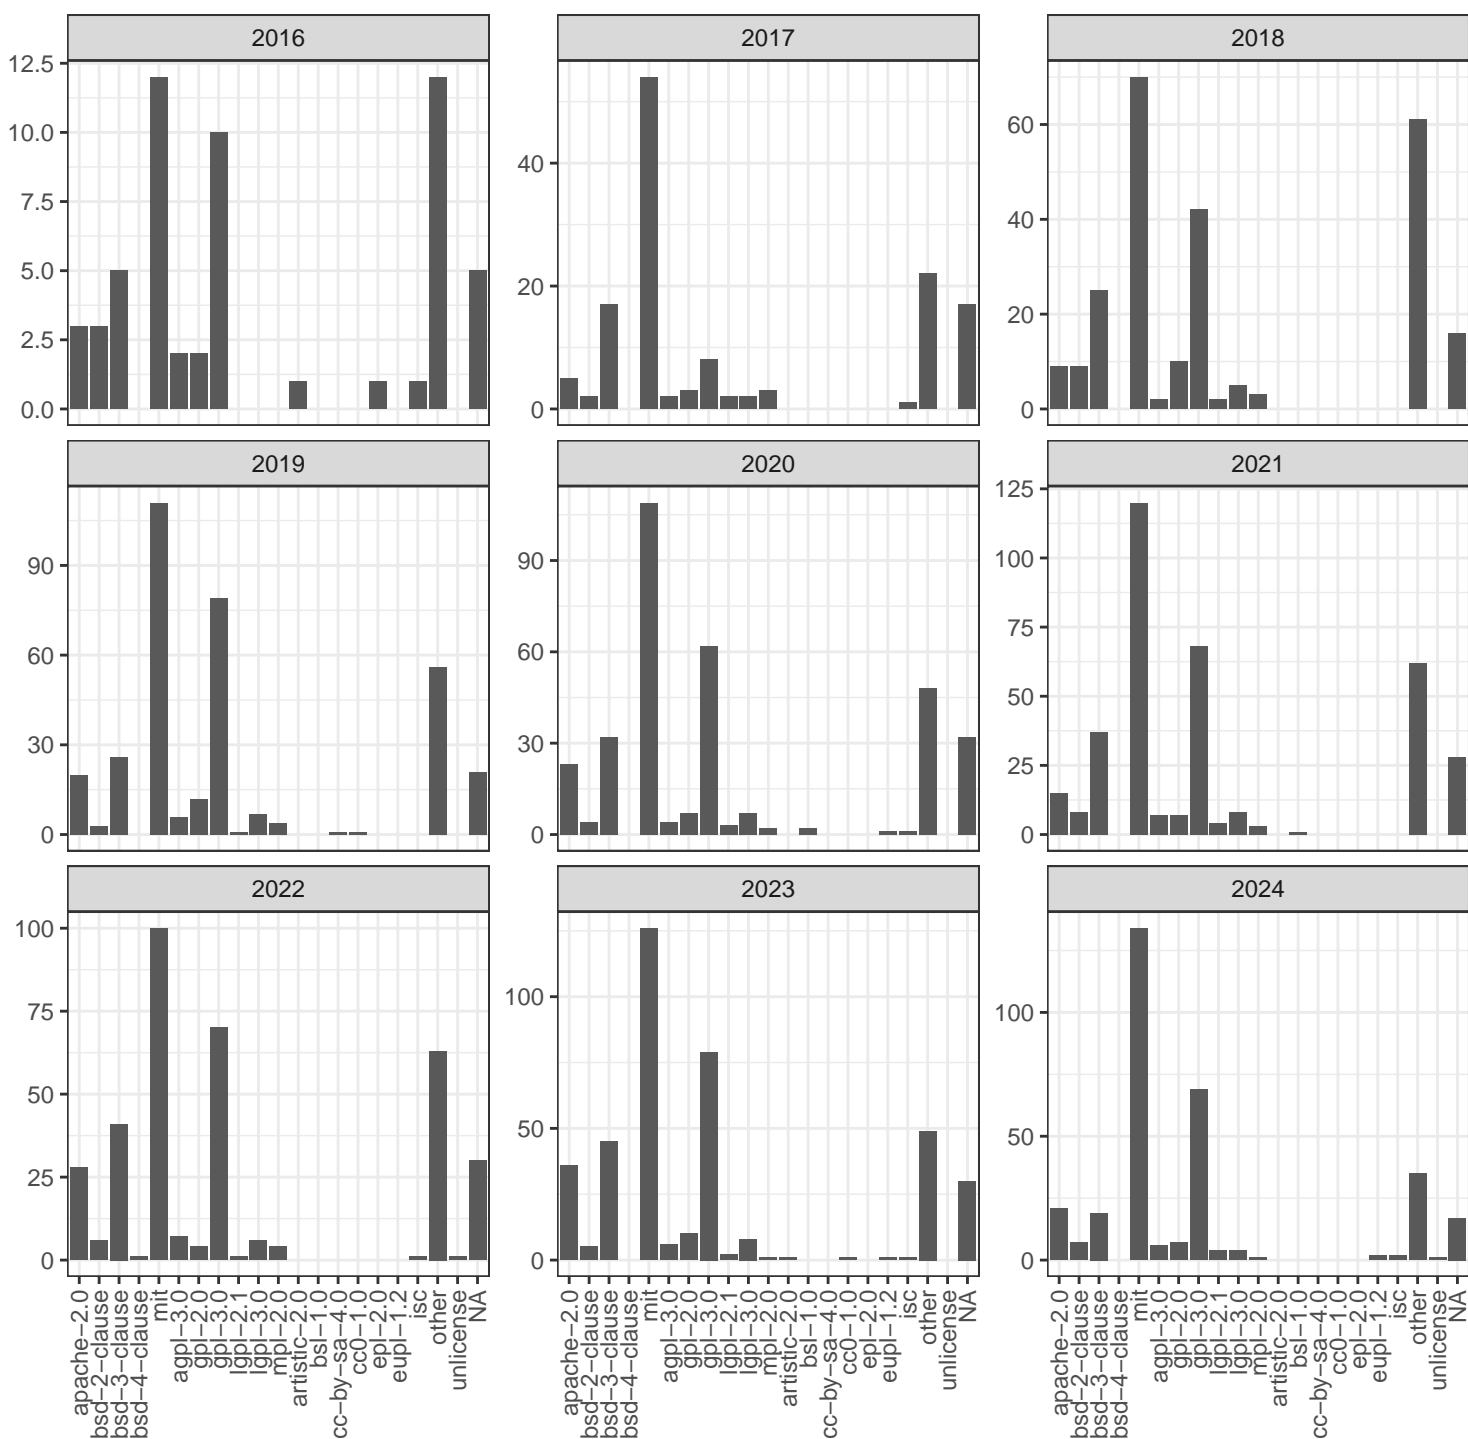 2016
2017
2018
12.5
10.0
7.5
5.0
2.5
0.0
40
20
0
60
40
20
0
2019
2020
2021
90
60
30
0
90
60
30
0
125
100
75
50
25
0
2022
2023
2024
100
75
50
25
0
100
50
0
100
50
0
apache−2.0
bsd−2−clause
bsd−3−clause
bsd−4−clause
mit
agpl−3.0
gpl−2.0
gpl−3.0
lgpl−2.1
lgpl−3.0
mpl−2.0
artistic−2.0
bsl−1.0
cc−by−sa−4.0
cc0−1.0
epl−2.0
eupl−1.2
isc
other
unlicense
NA
apache−2.0
bsd−2−clause
bsd−3−clause
bsd−4−clause
mit
agpl−3.0
gpl−2.0
gpl−3.0
lgpl−2.1
lgpl−3.0
mpl−2.0
artistic−2.0
bsl−1.0
cc−by−sa−4.0
cc0−1.0
epl−2.0
eupl−1.2
isc
other
unlicense
NA
apache−2.0
bsd−2−clause
bsd−3−clause
bsd−4−clause
mit
agpl−3.0
gpl−2.0
gpl−3.0
lgpl−2.1
lgpl−3.0
mpl−2.0
artistic−2.0
bsl−1.0
cc−by−sa−4.0
cc0−1.0
epl−2.0
eupl−1.2
isc
other
unlicense
NA